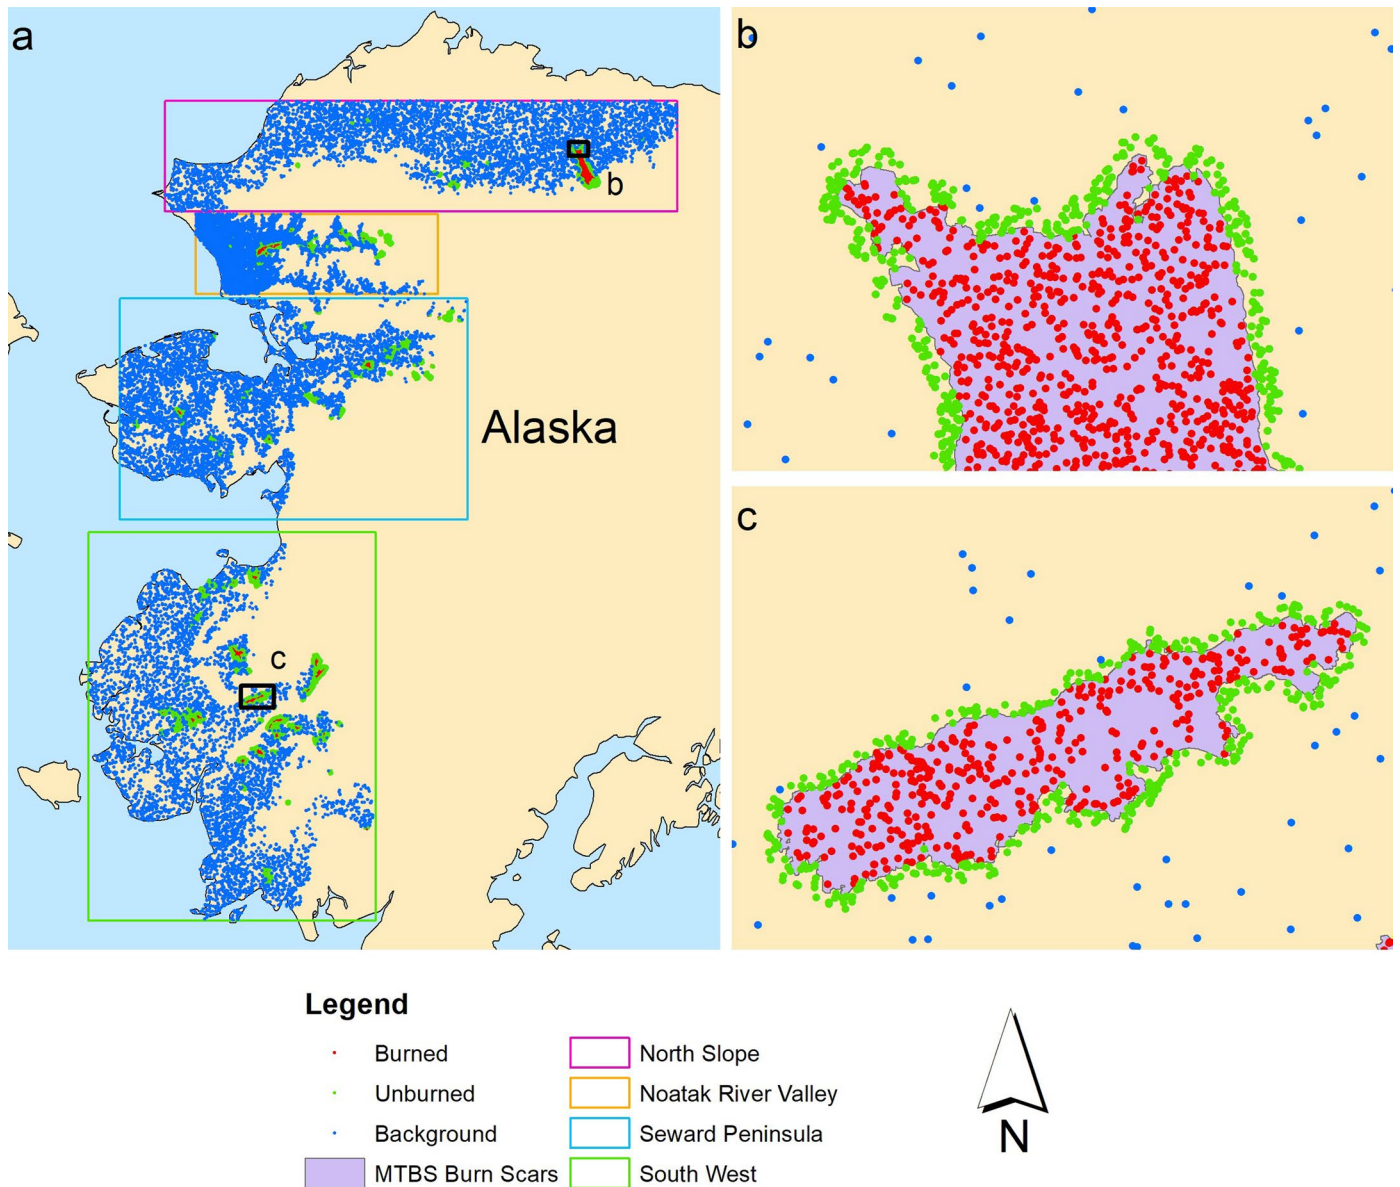 a
b
Alaska
c
b
c
Legend
Burned
Unburned
Background
MTBS Burn Scars
North Slope
Noatak River Valley
Seward Peninsula
South West
N